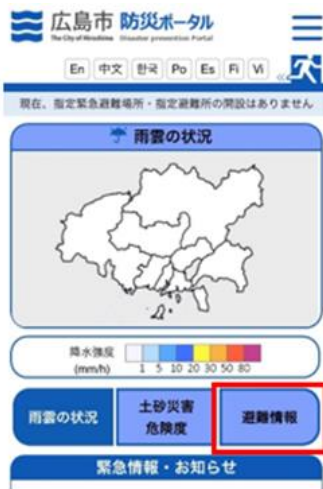 広島市 防災ポータル
The City of Hiroshima Disaster prevention Portal
En 中文 한국 Po Es Fi Vi
現在、指定緊急避難場所・指定避難所の開設はありません
雨雲の状況
降水強度
(mm/h)
1 5 10 20 30 50 80
雨雲の状況
土砂災害
危険度
避難情報
緊急情報・お知らせ